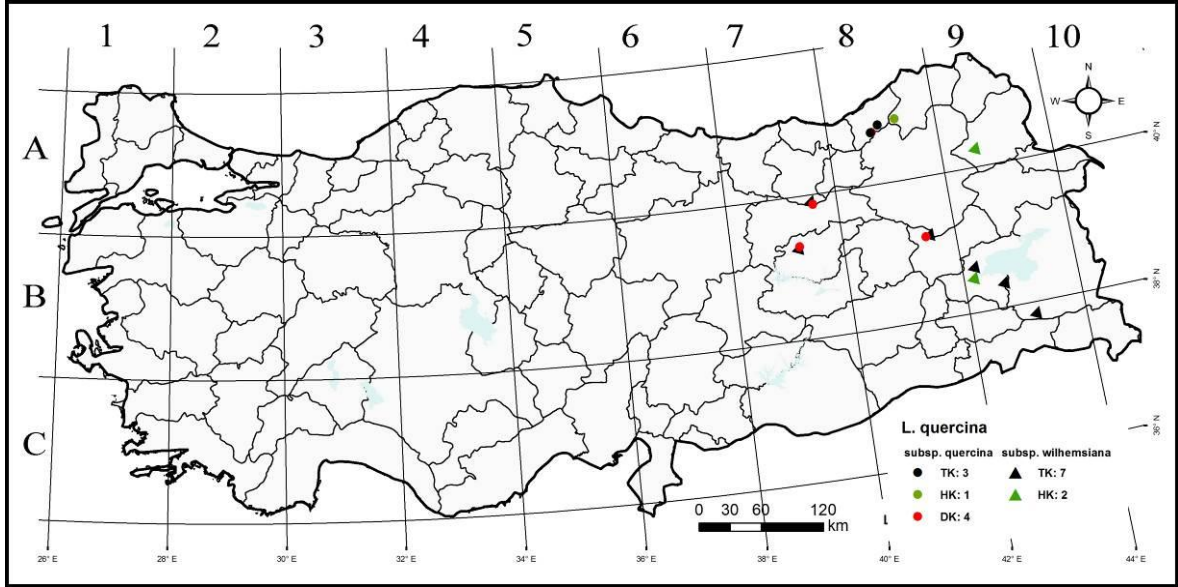 1 2 3 4 5 6 7 8 9 10
N
W E
S
A
40° N
B
36° N
C
36° N
L. quercina
subsp. quercina subsp. wilhemsiana
TK: 3 TK: 7
HK: 1 HK: 2
DK: 4
0 30 60 120
km
26° E 28° E 30° E 32° E 34° E 36° E 38° E 40° E 42° E 44° E